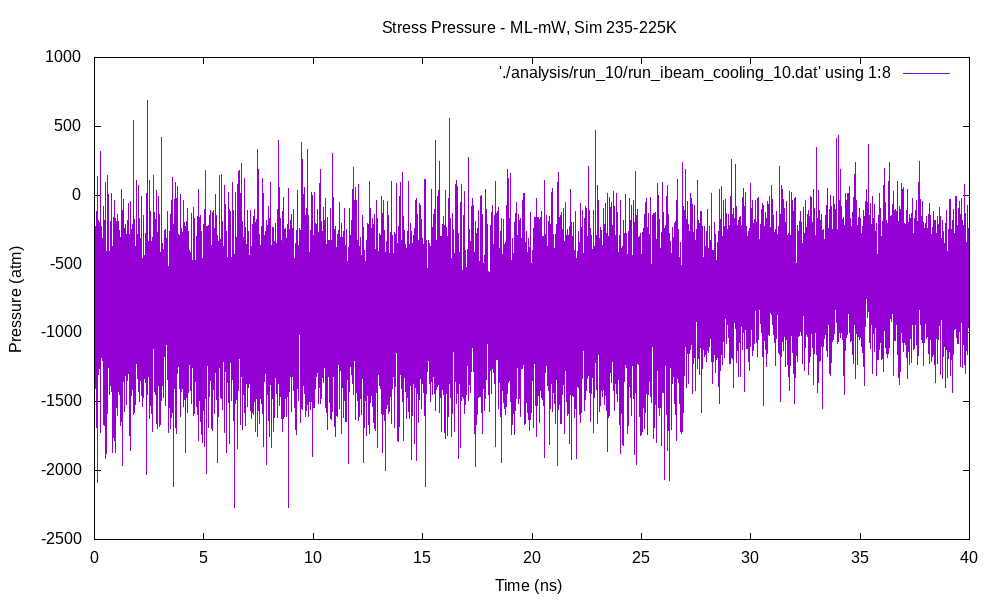 Stress Pressure - ML-mW, Sim 235-225K
'./analysis/run_10/run_ibeam_cooling_10.dat' using 1:8
1000
500
0
-500
-1000
-1500
-2000
-2500
Pressure (atm)
0 5 10 15 20 25 30 35 40
Time (ns)